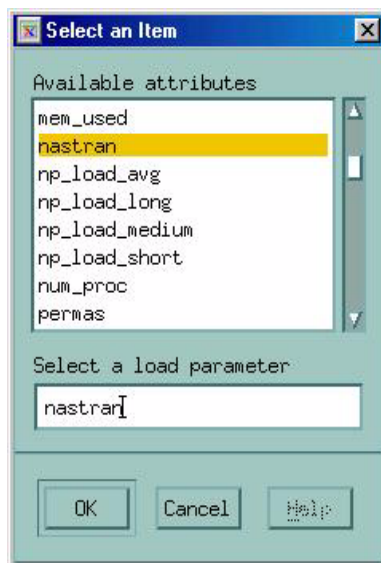 Select an Item
Available attributes
mem_used
nastran
np_load_avg
np_load_long
np_load_medium
np_load_short
num_proc
permas
Select a load parameter
nastran
OK
Cancel
Help